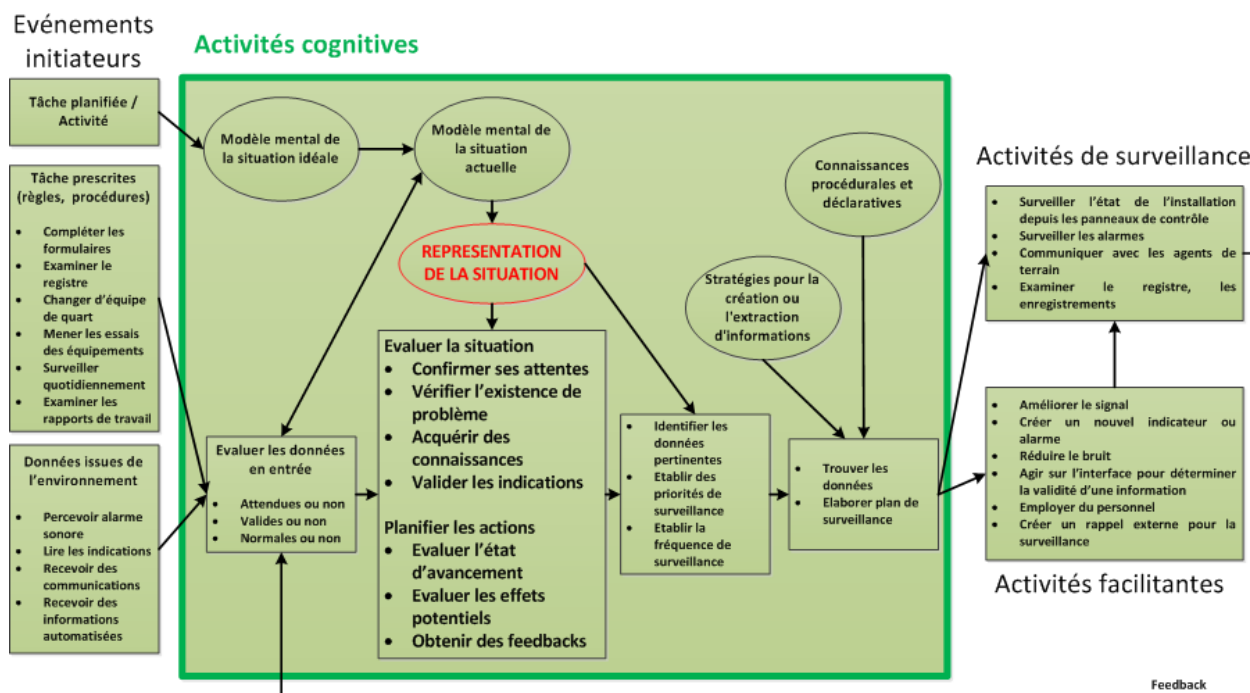 Evénements
initiateurs
Activités cognitives
Tâche planifiée /
Activité
Tâche prescrites
(règles, procédures)
• Compléter les
formulaires
• Examiner le
registre
• Changer d'équipe
de quart
• Mener les essais
des équipements
• Surveiller
quotidiennement
• Examiner les
rapports de travail
Données issues de
l'environnement
• Percevoir alarme
sonore
• Lire les indications
• Recevoir des
communications
• Recevoir des
informations
automatisées
Modèle mental de
la situation idéale
Modèle mental de
la situation
actuelle
REPRESENTATION
DE LA SITUATION
Evaluer les données
en entrée
• Attendues ou non
• Valides ou non
• Normales ou non
Evaluer la situation
• Confirmer ses attentes
• Vérifier l'existence de
problème
• Acquérir des
connaissances
• Valider les indications
Planifier les actions
• Evaluer l'état
d'avancement
• Evaluer les effets
potentiels
• Obtenir des feedbacks
• Identifier les
données
pertinentes
• Etablir des
priorités de
surveillance
• Etablir la
fréquence de
surveillance
Stratégies pour la
création ou
l'extraction
d'informations
Connaissances
procédurales et
déclaratives
• Trouver les
données
• Elaborer plan de
surveillance
Activités de surveillance
• Surveiller l'état de l'installation
depuis les panneaux de contrôle
• Surveiller les alarmes
• Communiquer avec les agents de
terrain
• Examiner le registre, les
enregistrements
• Améliorer le signal
• Créer un nouvel indicateur ou
alarme
• Réduire le bruit
• Agir sur l'interface pour déterminer
la validité d'une information
• Employer du personnel
• Créer un rappel externe pour la
surveillance
Activités facilitantes
Feedback